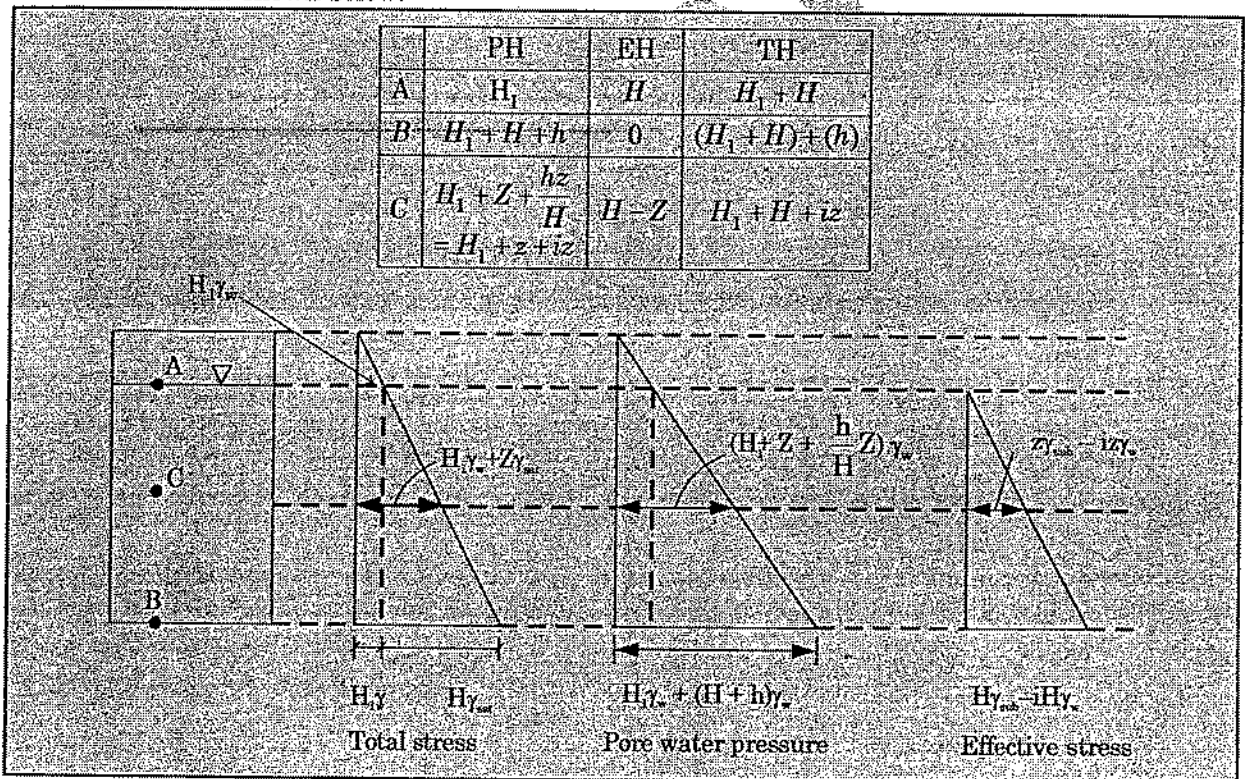 PH EH TH
A H₁ H H₁ + H
B H₁ + H + h 0 (H₁ + H) + (h)
C H₁ + Z + hz/H H − Z H₁ + H + iz
= H₁ + z + iz
H₁γw
A
C
B
H₁γw+Zγsat
(H₁+ Z + h/H Z) γw
zγsub − izγw
H₁γ Hγsat H₁γw + (H + h)γw Hγsub−iHγw
Total stress Pore water pressure Effective stress